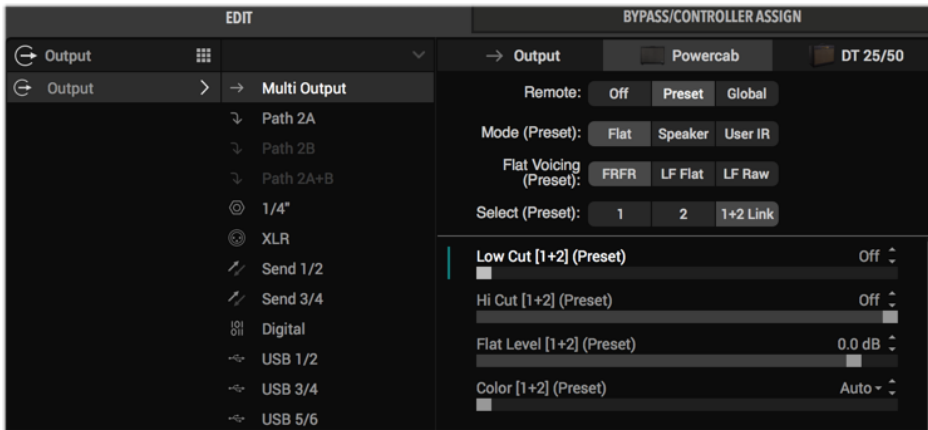 EDIT
BYPASS/CONTROLLER ASSIGN
Output
Output
Multi Output
Path 2A
Path 2B
Path 2A+B
1/4"
XLR
Send 1/2
Send 3/4
Digital
USB 1/2
USB 3/4
USB 5/6
Output Powercab DT 25/50
Remote: Off Preset Global
Mode (Preset): Flat Speaker User IR
Flat Voicing
(Preset): FRFR LF Flat LF Raw
Select (Preset): 1 2 1+2 Link
Low Cut [1+2] (Preset) Off
Hi Cut [1+2] (Preset) Off
Flat Level [1+2] (Preset) 0.0 dB
Color [1+2] (Preset) Auto